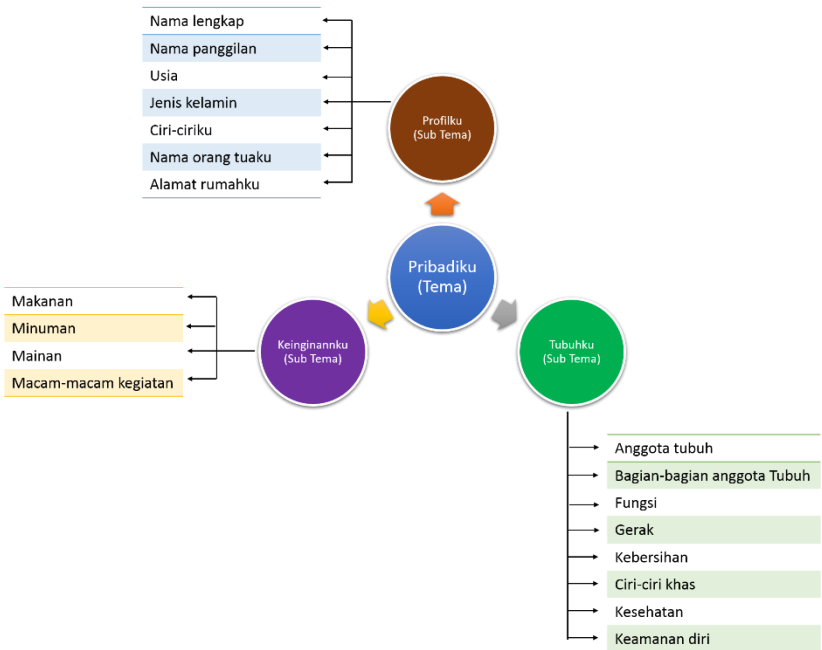 Nama lengkap
Nama panggilan
Usia
Jenis kelamin
Ciri-ciriku
Nama orang tuaku
Alamat rumahku
Profilku
(Sub Tema)
Pribadiku
(Tema)
Makanan
Minuman
Mainan
Macam-macam kegiatan
Keinginannku
(Sub Tema)
Tubuhku
(Sub Tema)
Anggota tubuh
Bagian-bagian anggota Tubuh
Fungsi
Gerak
Kebersihan
Ciri-ciri khas
Kesehatan
Keamanan diri